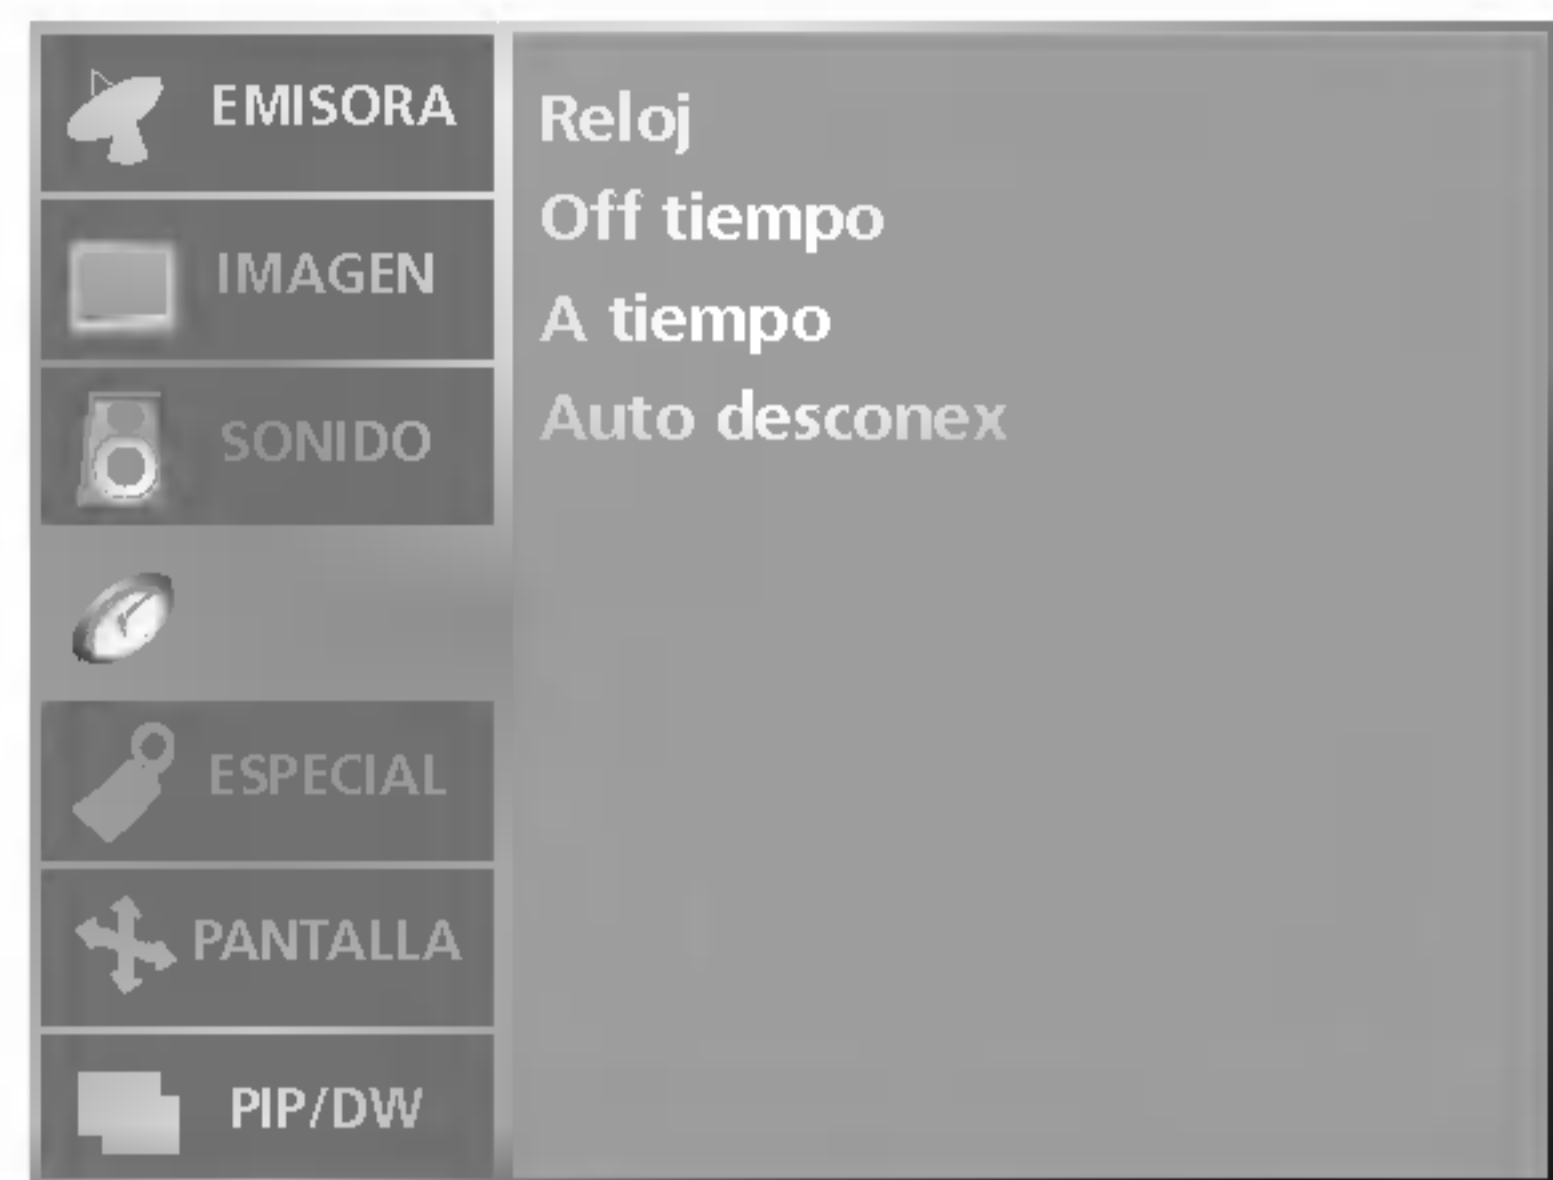 EMISORA
IMAGEN
SONIDO
ESPECIAL
PANTALLA
PIP/DW
Reloj
Off tiempo
A tiempo
Auto desconex